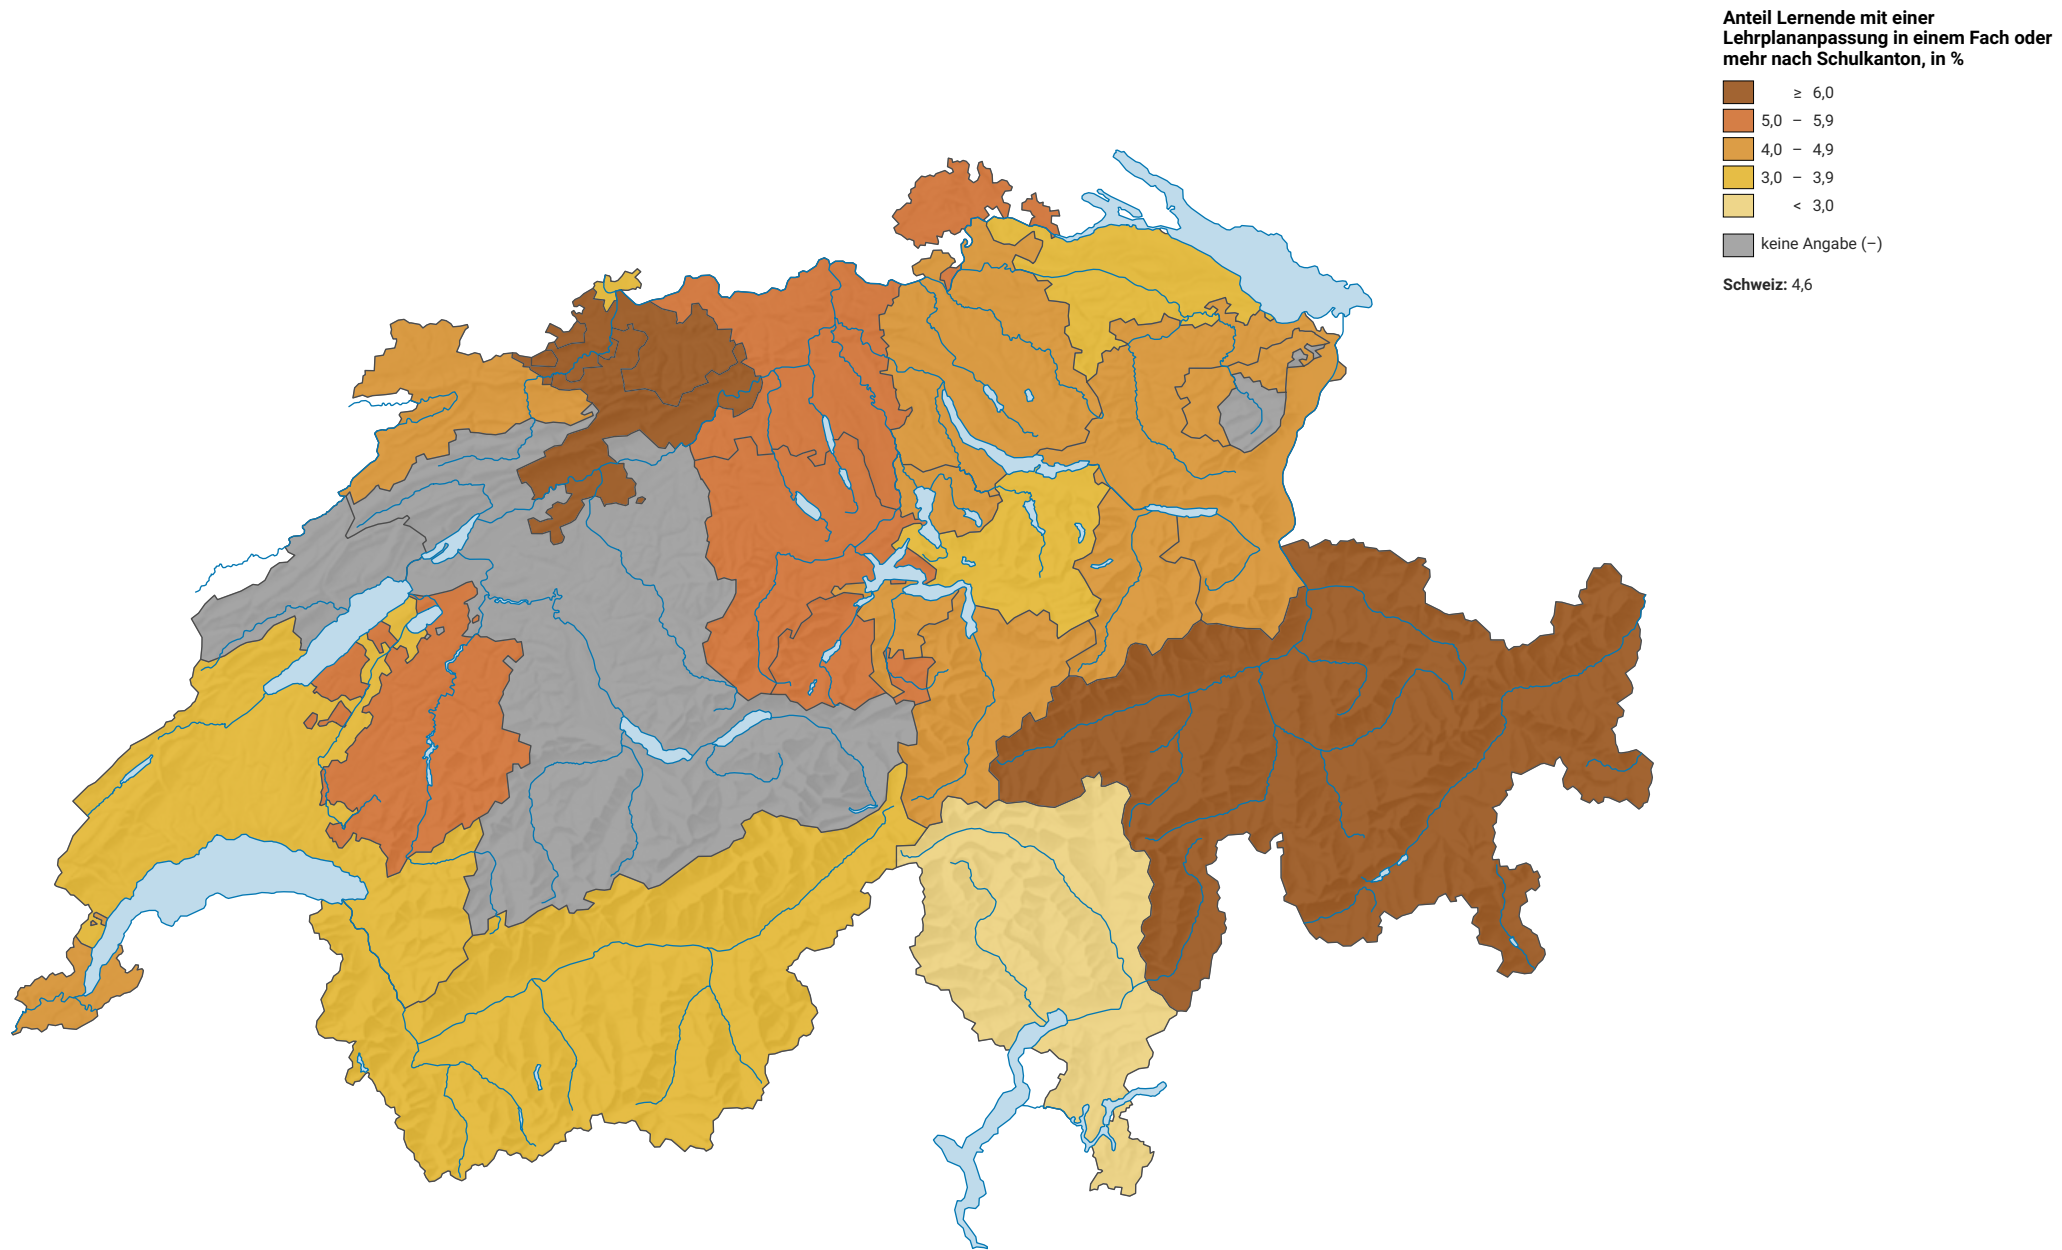 Anteil Lernende mit einer
Lehrplananpassung in einem Fach oder
mehr nach Schulkanton, in %
≥ 6,0
5,0 – 5,9
4,0 – 4,9
3,0 – 3,9
< 3,0
keine Angabe (–)
Schweiz: 4,6